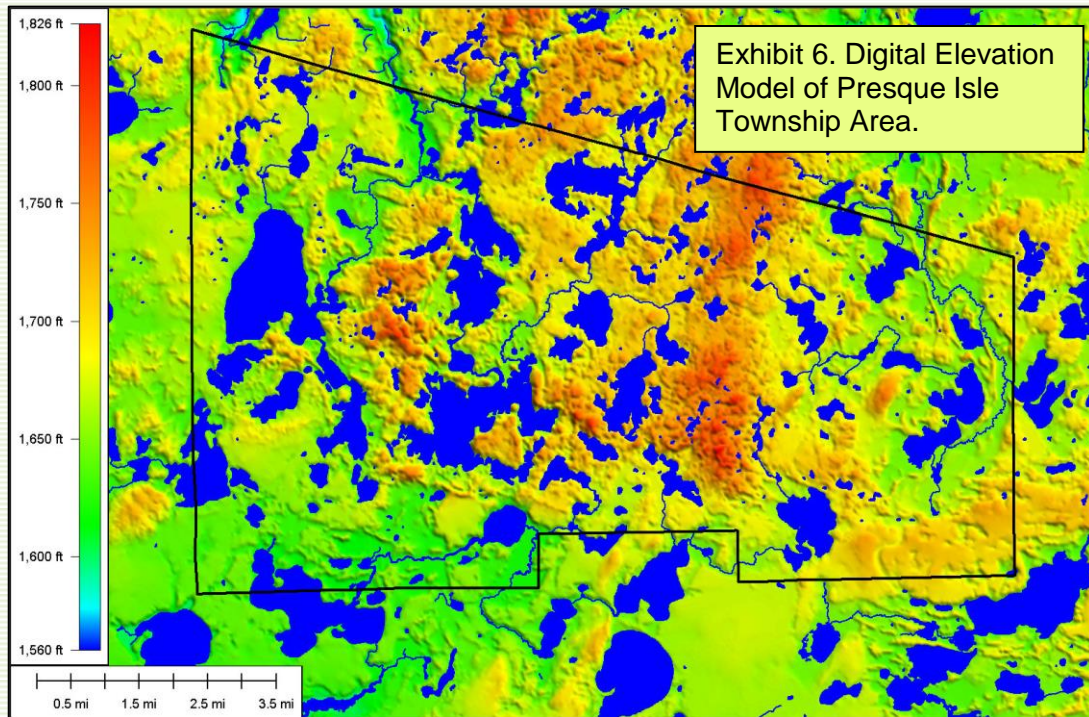 Exhibit 6. Digital Elevation
Model of Presque Isle
Township Area.
1,826 ft
1,800 ft
1,750 ft
1,700 ft
1,650 ft
1,600 ft
1,560 ft
0.5 mi 1.5 mi 2.5 mi 3.5 mi